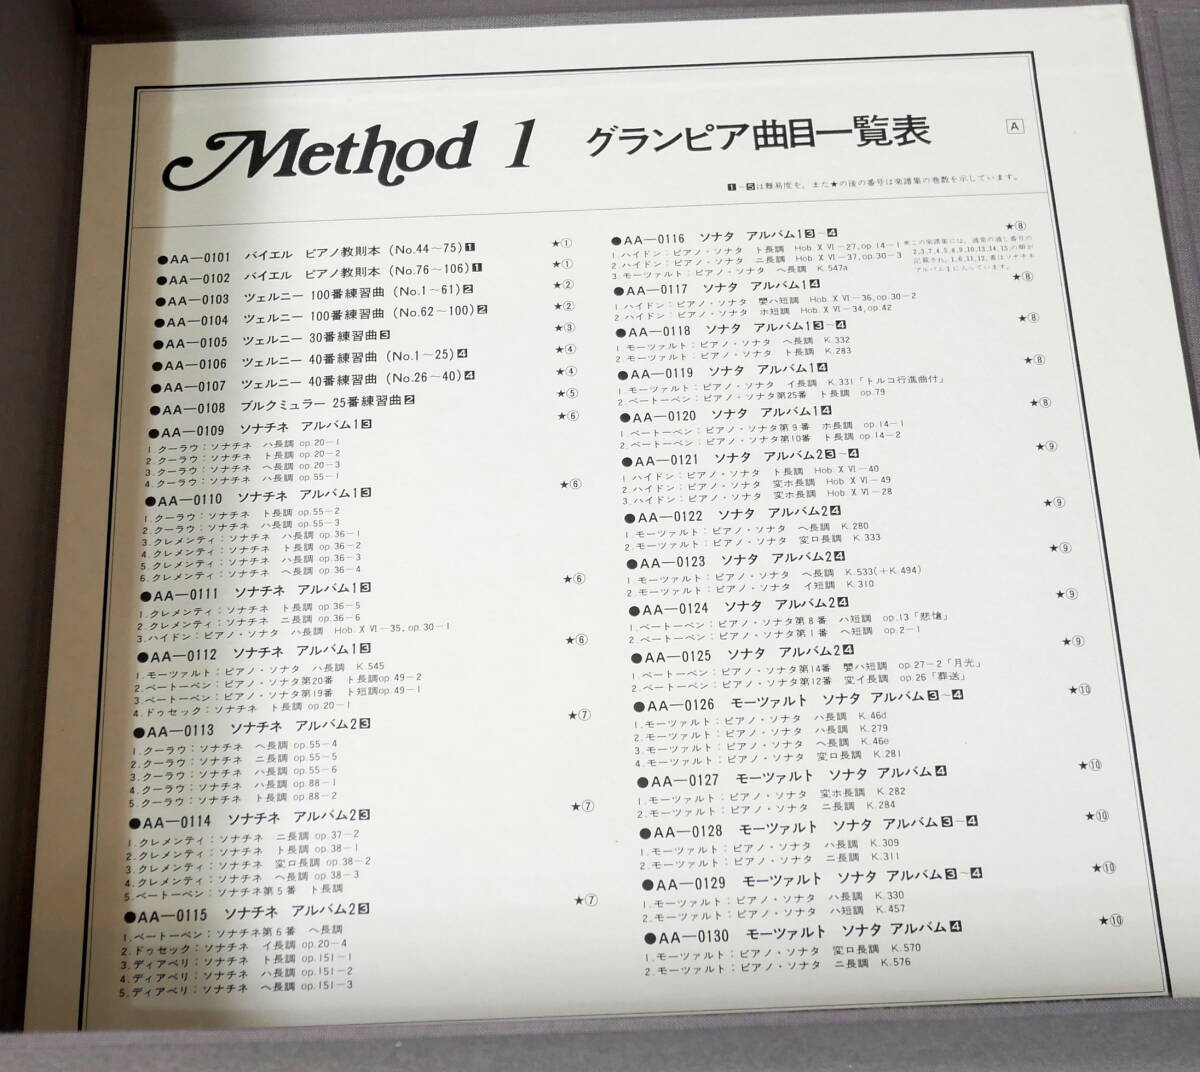 Method 1 グランピア曲目一覧表 A
1−5は難易度を，また★の後の番号は楽譜集の巻数を示しています。
●AA−0101 バイエル ピアノ教則本 (No.44〜75)1 ★①
●AA−0102 バイエル ピアノ教則本 (No.76〜106)1 ★①
●AA−0103 ツェルニー 100番練習曲 (No.1〜61)2 ★②
●AA−0104 ツェルニー 100番練習曲 (No.62〜100)2 ★②
●AA−0105 ツェルニー 30番練習曲3 ★③
●AA−0106 ツェルニー 40番練習曲 (No.1〜25)4 ★④
●AA−0107 ツェルニー 40番練習曲 (No.26〜40)4 ★④
●AA−0108 ブルクミュラー 25番練習曲2 ★⑤
●AA−0109 ソナチネ アルバム13 ★⑥
1.クーラウ：ソナチネ ハ長調 op.20−1
2.クーラウ：ソナチネ ト長調 op.20−2
3.クーラウ：ソナチネ ヘ長調 op.20−3
4.クーラウ：ソナチネ ハ長調 op.55−1
●AA−0110 ソナチネ アルバム13 ★⑥
1.クーラウ：ソナチネ ト長調 op.55−2
2.クーラウ：ソナチネ ハ長調 op.55−3
3.クレメンティ：ソナチネ ハ長調 op.36−1
4.クレメンティ：ソナチネ ト長調 op.36−2
5.クレメンティ：ソナチネ ハ長調 op.36−3
6.クレメンティ：ソナチネ ヘ長調 op.36−4
●AA−0111 ソナチネ アルバム13 ★⑥
1.クレメンティ：ソナチネ ト長調 op.36−5
2.クレメンティ：ソナチネ ニ長調 op.36−6
3.ハイドン：ピアノ・ソナタ ハ長調 Hob.X VI−35,op.30−1
●AA−0112 ソナチネ アルバム13 ★⑥
1.モーツァルト：ピアノ・ソナタ ハ長調 K.545
2.ベートーベン：ピアノ・ソナタ第20番 ト長調op.49−2
3.ベートーベン：ピアノ・ソナタ第19番 ト短調op.49−1
4.ドゥセック：ソナチネ ト長調 op.20−1
●AA−0113 ソナチネ アルバム23 ★⑦
1.クーラウ：ソナチネ ヘ長調 op.55−4
2.クーラウ：ソナチネ ニ長調 op.55−5
3.クーラウ：ソナチネ ハ長調 op.55−6
4.クーラウ：ソナチネ ハ長調 op.88−1
5.クーラウ：ソナチネ ト長調 op.88−2
●AA−0114 ソナチネ アルバム23 ★⑦
1.クレメンティ：ソナチネ ニ長調 op.37−2
2.クレメンティ：ソナチネ ト長調 op.38−1
3.クレメンティ：ソナチネ 変ロ長調 op.38−2
4.クレメンティ：ソナチネ ヘ長調 op.38−3
5.ベートーベン：ソナチネ第5番 ト長調
●AA−0115 ソナチネ アルバム23 ★⑦
1.ベートーベン：ソナチネ第6番 ヘ長調
2.ドゥセック：ソナチネ イ長調 op.20−4
3.ディアベリ：ソナチネ ト長調 op.151−1
4.ディアベリ：ソナチネ ハ長調 op.151−2
5.ディアベリ：ソナチネ ヘ長調 op.151−3
●AA−0116 ソナタ アルバム13〜4 ★⑧
1.ハイドン：ピアノ・ソナタ ト長調 Hob.X VI−27,op.14−1
2.ハイドン：ピアノ・ソナタ ニ長調 Hob.X VI−37,op.30−3
3.モーツァルト：ピアノ・ソナタ ヘ長調 K.547a
※この楽譜集には，通常の通し番号の
2,3,7,4,5,8,9,10,13,14,15,の順が
記載され，1,6,11,12,番はソナチネ
アルバム1に入っています。
●AA−0117 ソナタ アルバム14 ★⑧
1 ハイドン：ピアノ・ソナタ 嬰ハ短調 Hob.X VI−36,op.30−2
2 ハイドン：ピアノ・ソナタ ホ短調 Hob.X VI−34,op.42
●AA−0118 ソナタ アルバム13〜4 ★⑧
1.モーツァルト：ピアノ・ソナタ ヘ長調 K.332
2.モーツァルト：ピアノ・ソナタ ト長調 K.283
●AA−0119 ソナタ アルバム14 ★⑧
1.モーツァルト：ピアノ・ソナタ イ長調 K.331「トルコ行進曲付」
2.ベートーベン：ピアノ・ソナタ第25番 ト長調 op.79
●AA−0120 ソナタ アルバム14 ★⑧
1.ベートーベン：ピアノ・ソナタ第9番 ホ長調 op.14−1
2.ベートーベン：ピアノ・ソナタ第10番 ト長調 op.14−2
●AA−0121 ソナタ アルバム23〜4 ★⑨
1 ハイドン：ピアノ・ソナタ ト長調 Hob.X VI−40
2.ハイドン：ピアノ・ソナタ 変ホ長調 Hob.X VI−49
3.ハイドン：ピアノ・ソナタ 変ホ長調 Hob.X VI−28
●AA−0122 ソナタ アルバム24 ★⑨
1.モーツァルト：ピアノ・ソナタ ヘ長調 K.280
2.モーツァルト：ピアノ・ソナタ 変ロ長調 K.333
●AA−0123 ソナタ アルバム24 ★⑨
1.モーツァルト：ピアノ・ソナタ ヘ長調 K.533(＋K.494)
2.モーツァルト：ピアノ・ソナタ イ短調 K.310
●AA−0124 ソナタ アルバム24 ★⑨
1.ベートーベン：ピアノ・ソナタ第8番 ハ短調 op.13「悲愴」
2.ベートーベン：ピアノ・ソナタ第1番 ヘ短調 op.2−1
●AA−0125 ソナタ アルバム24 ★⑨
1.ベートーベン：ピアノ・ソナタ第14番 嬰ハ短調 op.27−2「月光」
2.ベートーベン：ピアノ・ソナタ第12番 変イ長調 op.26「葬送」
●AA−0126 モーツァルト ソナタ アルバム3〜4 ★⑩
1.モーツァルト：ピアノ・ソナタ ハ長調 K.46d
2.モーツァルト：ピアノ・ソナタ ハ長調 K.279
3.モーツァルト：ピアノ・ソナタ ヘ長調 K.46e
4.モーツァルト：ピアノ・ソナタ 変ロ長調 K.281
●AA−0127 モーツァルト ソナタ アルバム4 ★⑩
1.モーツァルト：ピアノ・ソナタ 変ホ長調 K.282
2.モーツァルト：ピアノ・ソナタ ニ長調 K.284
●AA−0128 モーツァルト ソナタ アルバム3〜4 ★⑩
1.モーツァルト：ピアノ・ソナタ ハ長調 K.309
2.モーツァルト：ピアノ・ソナタ ニ長調 K.311
●AA−0129 モーツァルト ソナタ アルバム3〜4 ★⑩
1.モーツァルト：ピアノ・ソナタ ハ長調 K.330
2.モーツァルト：ピアノ・ソナタ ハ短調 K.457
●AA−0130 モーツァルト ソナタ アルバム4 ★⑩
1.モーツァルト：ピアノ・ソナタ 変ロ長調 K.570
2.モーツァルト：ピアノ・ソナタ ニ長調 K.576